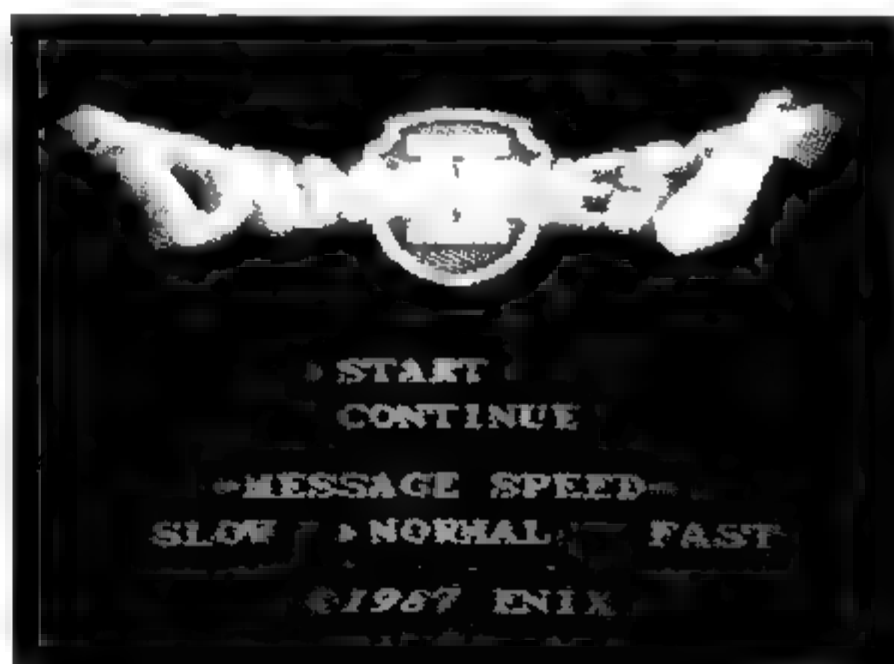 START
CONTINUE
MESSAGE SPEED
SLOW NORMAL FAST
©1987 ENIX